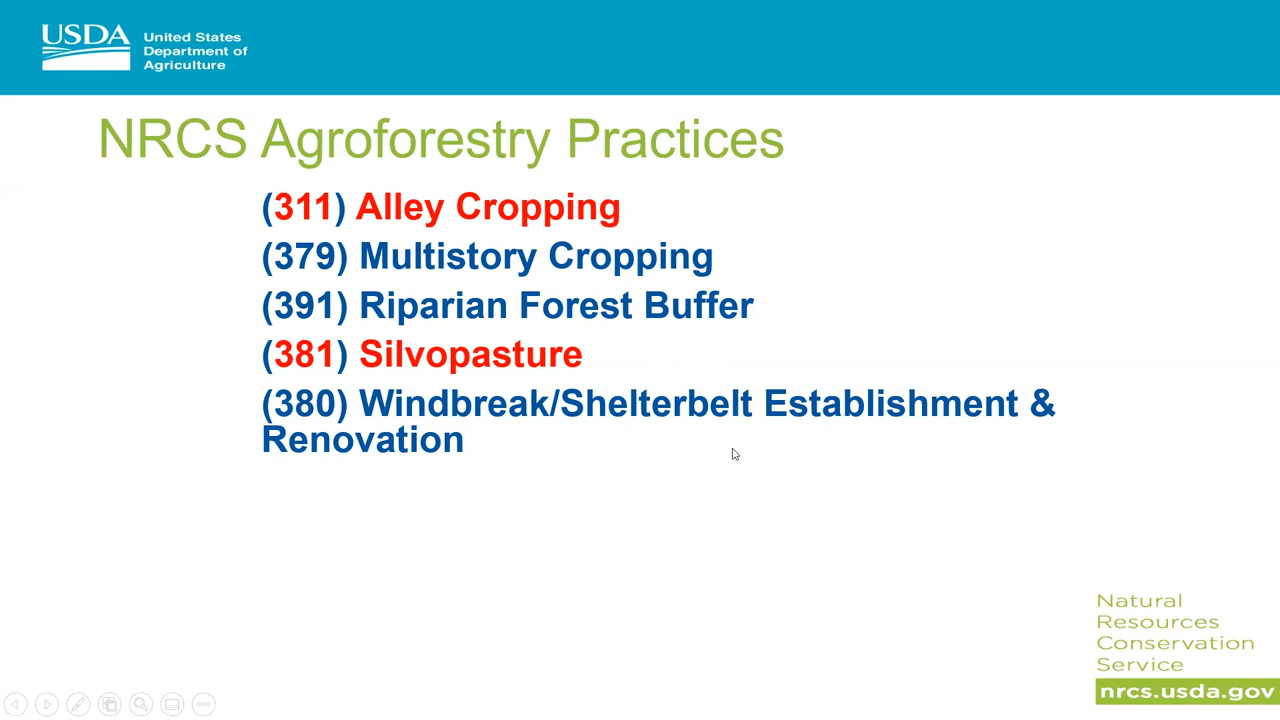 USDA
United States
Department of
Agriculture
NRCS Agroforestry Practices
(311) Alley Cropping
(379) Multistory Cropping
(391) Riparian Forest Buffer
(381) Silvopasture
(380) Windbreak/Shelterbelt Establishment &
Renovation
Natural
Resources
Conservation
Service
nrcs.usda.gov